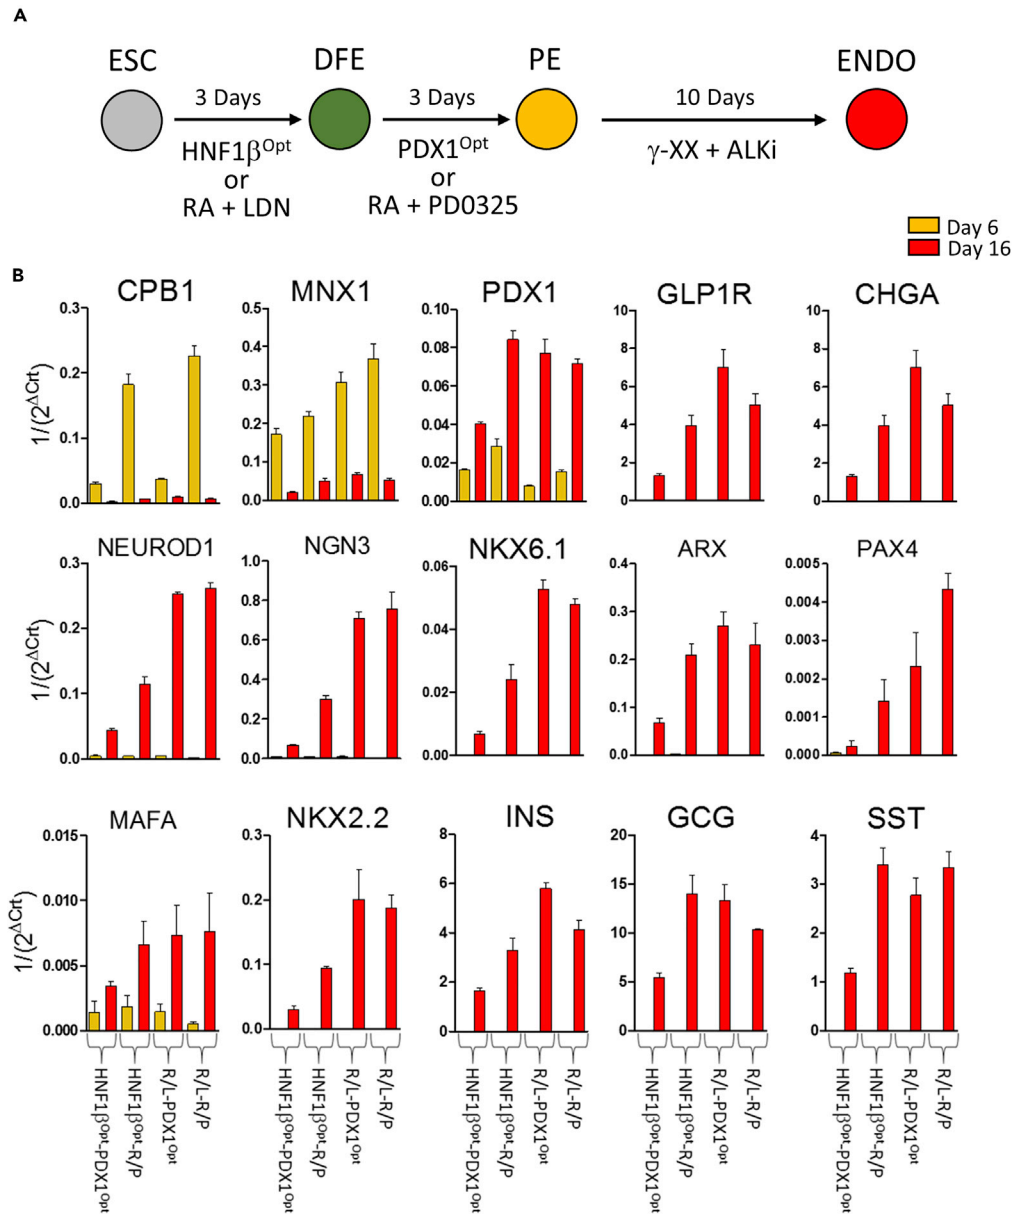 A
ESC
DFE
PE
ENDO
3 Days
3 Days
10 Days
HNF1β^Opt
or
RA + LDN
PDX1^Opt
or
RA + PD0325
γ-XX + ALKi
Day 6
Day 16
B
CPB1
MNX1
PDX1
GLP1R
CHGA
1/(2^ΔCrt)
0.3
0.2
0.1
0.0
0.5
0.4
0.3
0.2
0.1
0.0
0.10
0.08
0.06
0.04
0.02
0.00
10
8
6
4
2
0
10
8
6
4
2
0
NEUROD1
NGN3
NKX6.1
ARX
PAX4
1/(2^ΔCrt)
0.3
0.2
0.1
0.0
1.0
0.8
0.6
0.4
0.2
0.0
0.06
0.04
0.02
0.00
0.4
0.3
0.2
0.1
0.0
0.005
0.004
0.003
0.002
0.001
0.000
MAFA
NKX2.2
INS
GCG
SST
1/(2^ΔCrt)
0.015
0.010
0.005
0.000
0.3
0.2
0.1
0.0
8
6
4
2
0
20
15
10
5
0
4
3
2
1
0
HNF1β^Opt-PDX1^Opt
HNF1β^Opt-R/P
R/L-PDX1^Opt
R/L-R/P
HNF1β^Opt-PDX1^Opt
HNF1β^Opt-R/P
R/L-PDX1^Opt
R/L-R/P
HNF1β^Opt-PDX1^Opt
HNF1β^Opt-R/P
R/L-PDX1^Opt
R/L-R/P
HNF1β^Opt-PDX1^Opt
HNF1β^Opt-R/P
R/L-PDX1^Opt
R/L-R/P
HNF1β^Opt-PDX1^Opt
HNF1β^Opt-R/P
R/L-PDX1^Opt
R/L-R/P